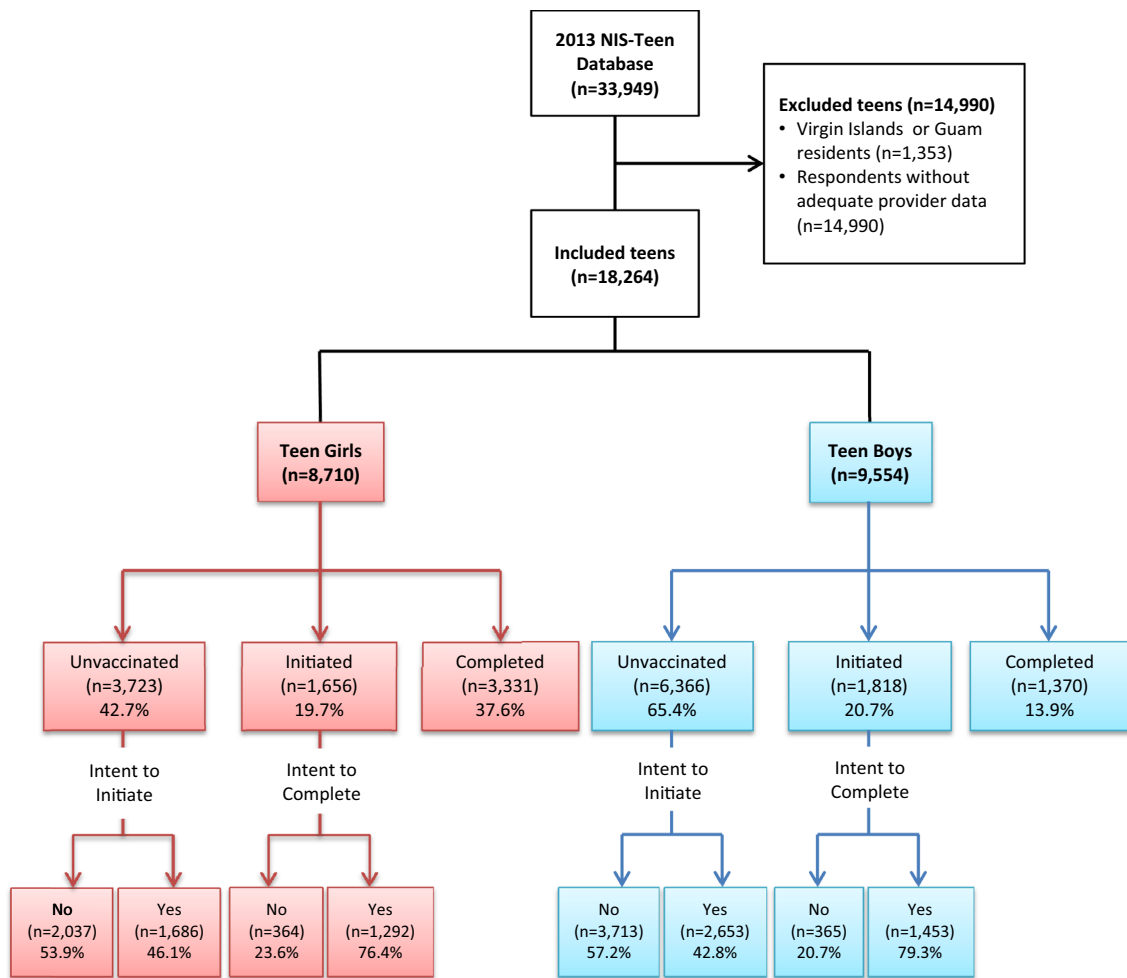 2013 NIS-Teen
Database
(n=33,949)
Excluded teens (n=14,990)
• Virgin Islands or Guam
residents (n=1,353)
• Respondents without
adequate provider data
(n=14,990)
Included teens
(n=18,264)
Teen Girls
(n=8,710)
Teen Boys
(n=9,554)
Unvaccinated
(n=3,723)
42.7%
Initiated
(n=1,656)
19.7%
Completed
(n=3,331)
37.6%
Unvaccinated
(n=6,366)
65.4%
Initiated
(n=1,818)
20.7%
Completed
(n=1,370)
13.9%
Intent to
Initiate
Intent to
Complete
Intent to
Initiate
Intent to
Complete
No
(n=2,037)
53.9%
Yes
(n=1,686)
46.1%
No
(n=364)
23.6%
Yes
(n=1,292)
76.4%
No
(n=3,713)
57.2%
Yes
(n=2,653)
42.8%
No
(n=365)
20.7%
Yes
(n=1,453)
79.3%